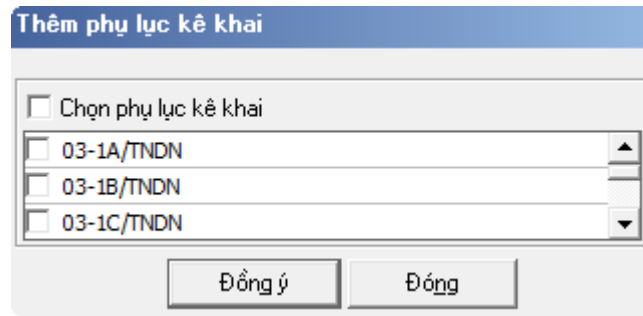 Thêm phụ lục kê khai
Chọn phụ lục kê khai
03-1A/TNDN
03-1B/TNDN
03-1C/TNDN
Đồng ý
Đóng